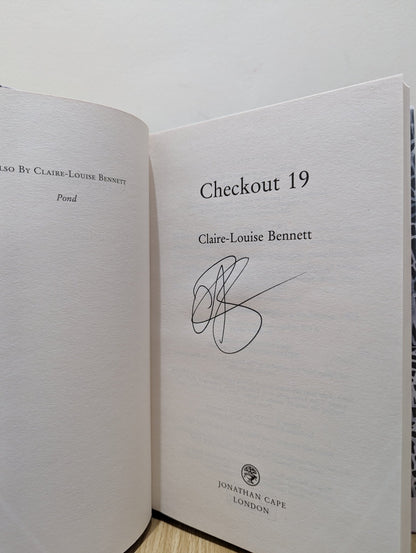 LSO BY CLAIRE-LOUISE BENNETT
Pond
Checkout 19
Claire-Louise Bennett
JONATHAN CAPE
LONDON